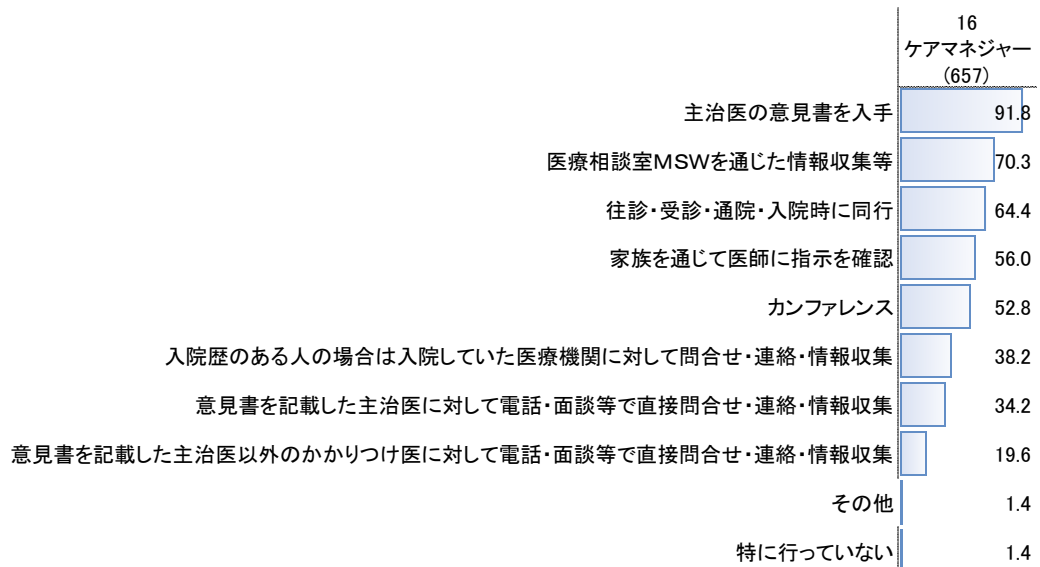 16
ケアマネジャー
(657)
主治医の意見書を入手 91.8
医療相談室MSWを通じた情報収集等 70.3
往診・受診・通院・入院時に同行 64.4
家族を通じて医師に指示を確認 56.0
カンファレンス 52.8
入院歴のある人の場合は入院していた医療機関に対して問合せ・連絡・情報収集 38.2
意見書を記載した主治医に対して電話・面談等で直接問合せ・連絡・情報収集 34.2
意見書を記載した主治医以外のかかりつけ医に対して電話・面談等で直接問合せ・連絡・情報収集 19.6
その他 1.4
特に行っていない 1.4